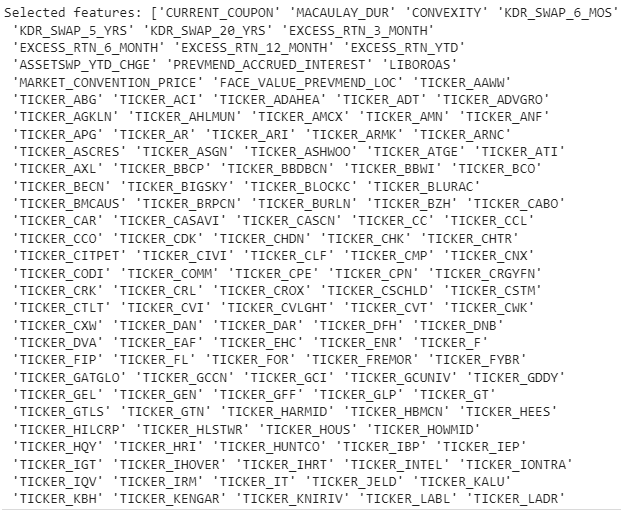 Selected features: ['CURRENT_COUPON' 'MACAULAY_DUR' 'CONVEXITY' 'KDR_SWAP_6_MOS'
'KDR_SWAP_5_YRS' 'KDR_SWAP_20_YRS' 'EXCESS_RTN_3_MONTH'
'EXCESS_RTN_6_MONTH' 'EXCESS_RTN_12_MONTH' 'EXCESS_RTN_YTD'
'ASSETSWP_YTD_CHGE' 'PREVMEND_ACCRUED_INTEREST' 'LIBOROAS'
'MARKET_CONVENTION_PRICE' 'FACE_VALUE_PREVMEND_LOC' 'TICKER_AAWW'
'TICKER_ABG' 'TICKER_ACI' 'TICKER_ADAHEA' 'TICKER_ADT' 'TICKER_ADVGRO'
'TICKER_AGKLN' 'TICKER_AHLMUN' 'TICKER_AMCX' 'TICKER_AMN' 'TICKER_ANF'
'TICKER_APG' 'TICKER_AR' 'TICKER_ARI' 'TICKER_ARMK' 'TICKER_ARNC'
'TICKER_ASCRES' 'TICKER_ASGN' 'TICKER_ASHWOO' 'TICKER_ATGE' 'TICKER_ATI'
'TICKER_AXL' 'TICKER_BBCP' 'TICKER_BBDBCN' 'TICKER_BBWI' 'TICKER_BCO'
'TICKER_BECN' 'TICKER_BIGSKY' 'TICKER_BLOCKC' 'TICKER_BLURAC'
'TICKER_BMCAUS' 'TICKER_BRPCN' 'TICKER_BURLN' 'TICKER_BZH' 'TICKER_CABO'
'TICKER_CAR' 'TICKER_CASAVI' 'TICKER_CASCN' 'TICKER_CC' 'TICKER_CCL'
'TICKER_CCO' 'TICKER_CDK' 'TICKER_CHDN' 'TICKER_CHK' 'TICKER_CHTR'
'TICKER_CITPET' 'TICKER_CIVI' 'TICKER_CLF' 'TICKER_CMP' 'TICKER_CNX'
'TICKER_CODI' 'TICKER_COMM' 'TICKER_CPE' 'TICKER_CPN' 'TICKER_CRGYFN'
'TICKER_CRK' 'TICKER_CRL' 'TICKER_CROX' 'TICKER_CSCHLD' 'TICKER_CSTM'
'TICKER_CTLT' 'TICKER_CVI' 'TICKER_CVLGHT' 'TICKER_CVT' 'TICKER_CWK'
'TICKER_CXW' 'TICKER_DAN' 'TICKER_DAR' 'TICKER_DFH' 'TICKER_DNB'
'TICKER_DVA' 'TICKER_EAF' 'TICKER_EHC' 'TICKER_ENR' 'TICKER_F'
'TICKER_FIP' 'TICKER_FL' 'TICKER_FOR' 'TICKER_FREMOR' 'TICKER_FYBR'
'TICKER_GATGLO' 'TICKER_GCCN' 'TICKER_GCI' 'TICKER_GCUNIV' 'TICKER_GDDY'
'TICKER_GEL' 'TICKER_GEN' 'TICKER_GFF' 'TICKER_GLP' 'TICKER_GT'
'TICKER_GTLS' 'TICKER_GTN' 'TICKER_HARMID' 'TICKER_HBMCN' 'TICKER_HEES'
'TICKER_HILCRP' 'TICKER_HLSTWR' 'TICKER_HOUS' 'TICKER_HOWMID'
'TICKER_HQY' 'TICKER_HRI' 'TICKER_HUNTCO' 'TICKER_IBP' 'TICKER_IEP'
'TICKER_IGT' 'TICKER_IHOVER' 'TICKER_IHRT' 'TICKER_INTEL' 'TICKER_IONTRA'
'TICKER_IQV' 'TICKER_IRM' 'TICKER_IT' 'TICKER_JELD' 'TICKER_KALU'
'TICKER_KBH' 'TICKER_KENGAR' 'TICKER_KNIRIV' 'TICKER_LABL' 'TICKER_LADR'